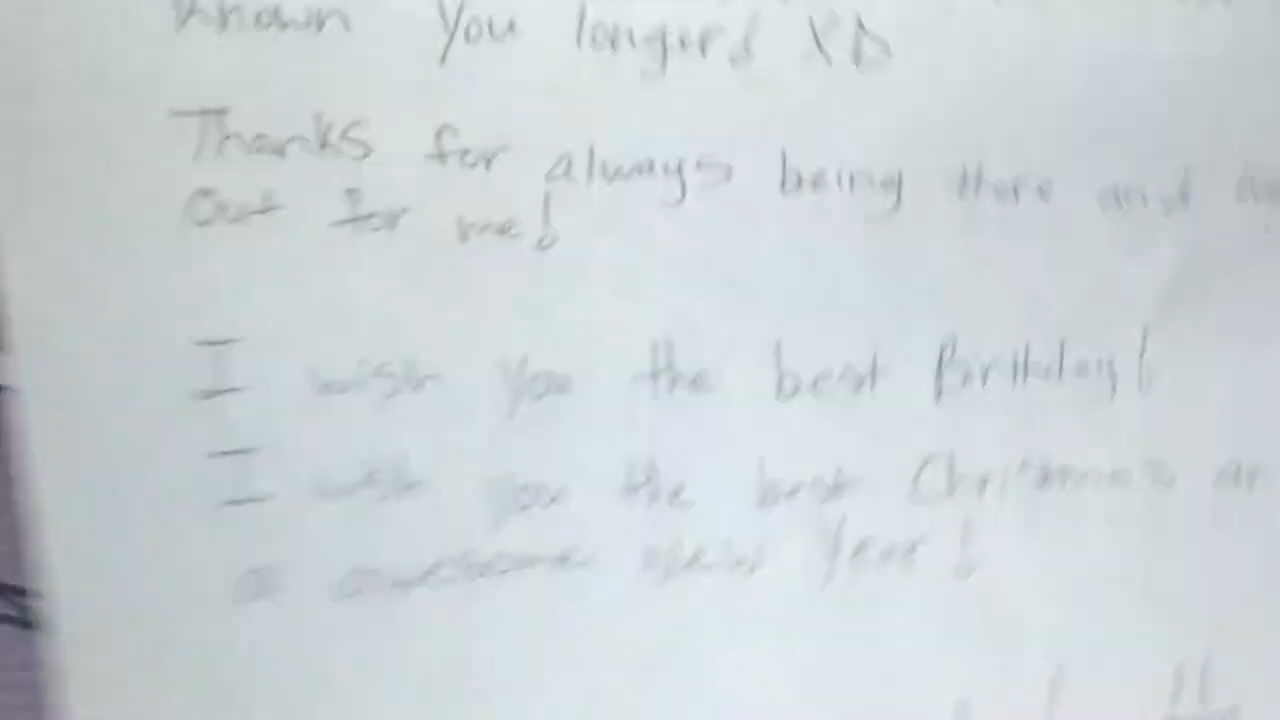 Known You longer! XD
Thanks for always being there and
Out for me!
I wish you the best Birthday!
I wish you the best Christmas an
a awesome new Year!